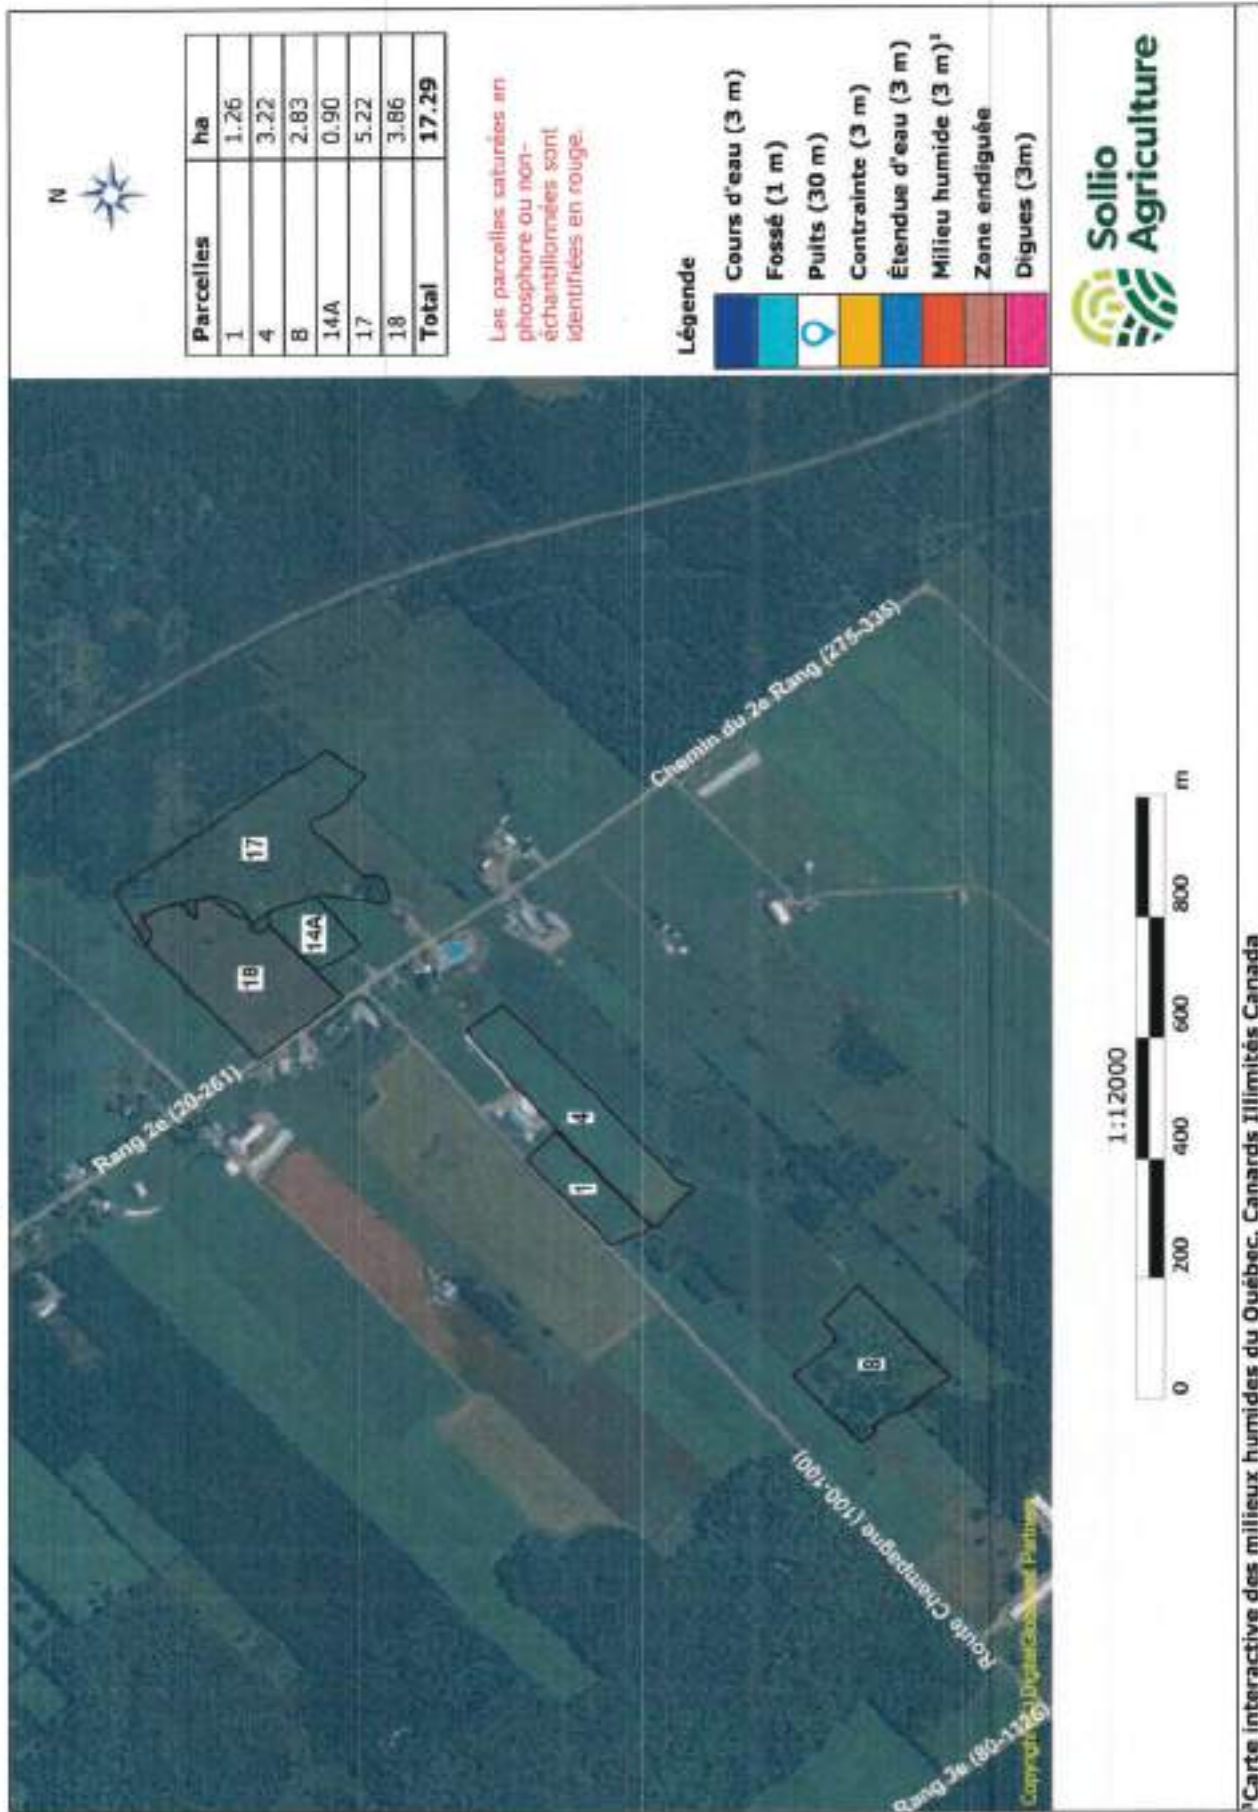 N
Parcelles ha
1 1.26
4 3.22
8 2.83
14A 0.90
17 5.22
18 3.86
Total 17.29
Les parcelles saturées en
phosphore ou non-
échantillonnées sont
identifiées en rouge.
Légende
Cours d'eau (3 m)
Fossé (1 m)
Puits (30 m)
Contrainte (3 m)
Étendue d'eau (3 m)
Milieu humide (3 m)¹
Zone endiguée
Digues (3m)
Sollio
Agriculture
Rang 2e (20-261)
Chemin du 2e Rang (275-335)
Route Champagne (100-100)
Rang 3e (80-1126)
17
18
14A
4
1
8
1:12000
0 200 400 600 800 m
¹Carte interactive des milieux humides du Québec, Canards Illimités Canada